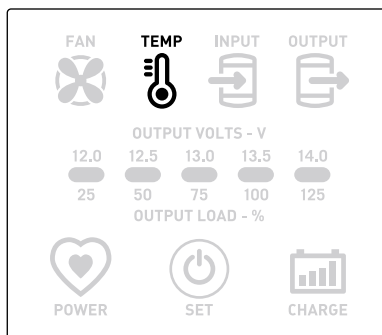 FAN TEMP INPUT OUTPUT
OUTPUT VOLTS - V
12.0 12.5 13.0 13.5 14.0
25 50 75 100 125
OUTPUT LOAD - %
POWER SET CHARGE